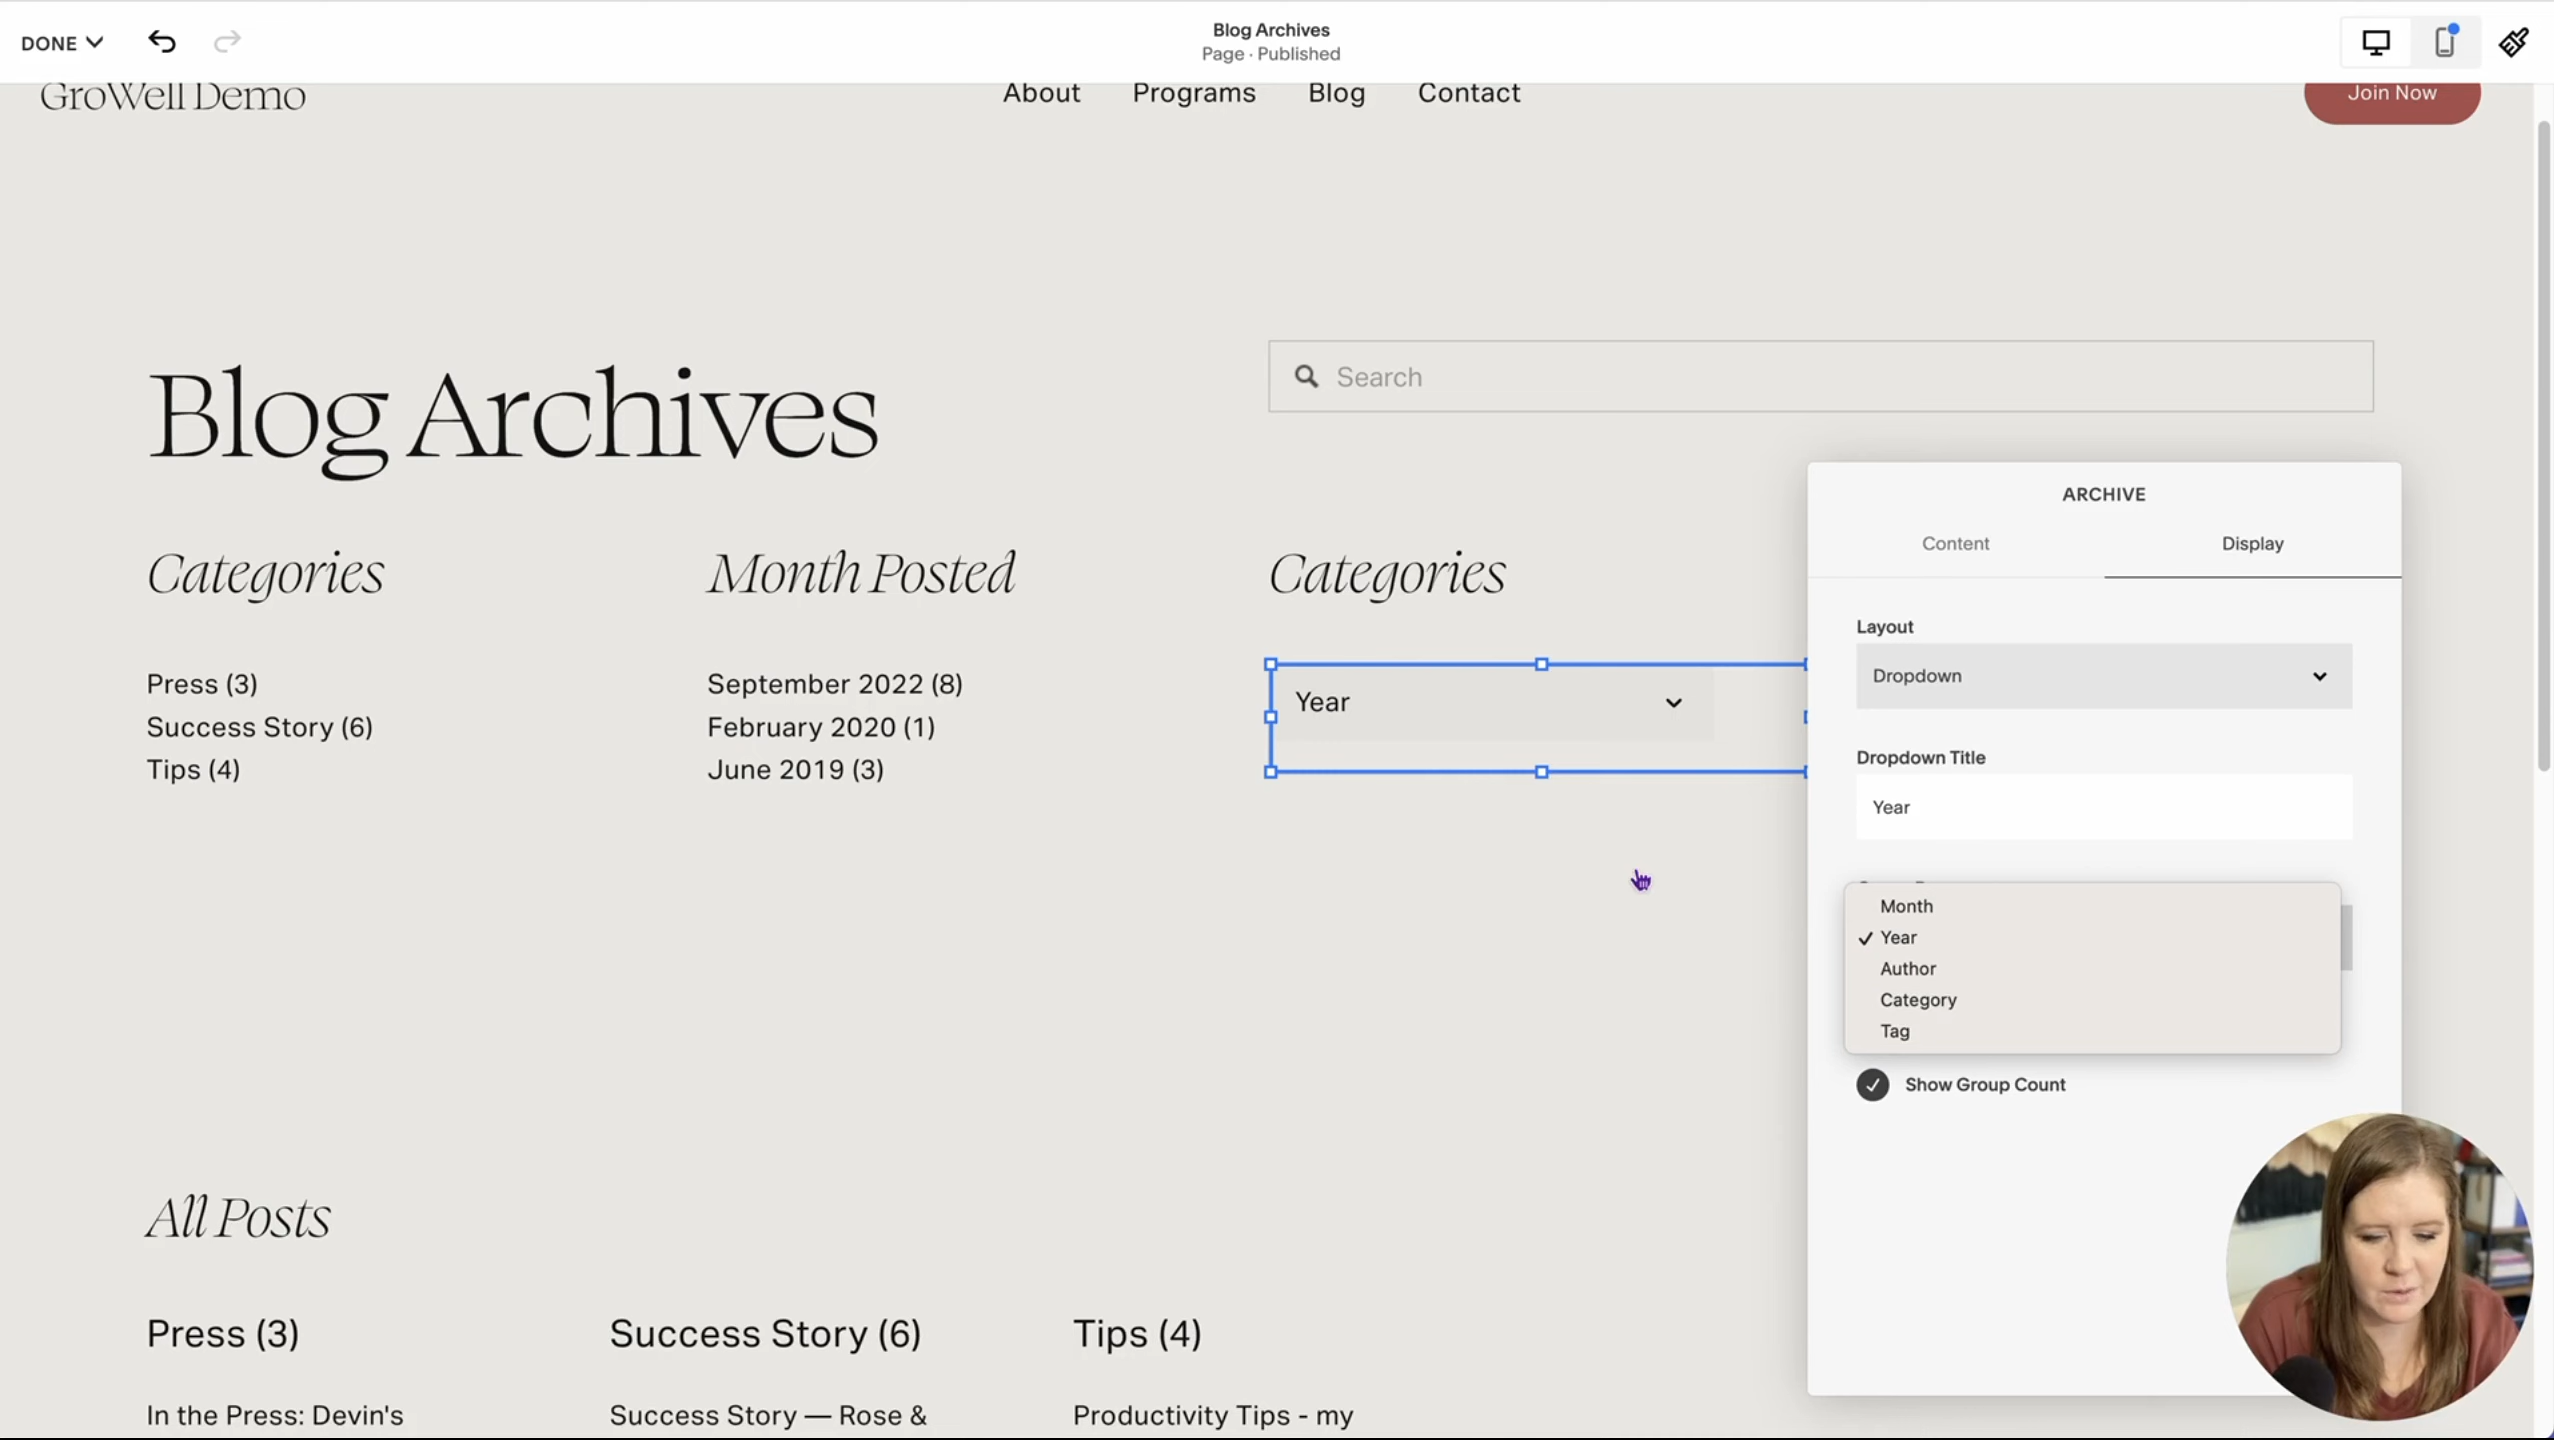 DONE
Blog Archives
Page · Published
GroWell Demo
About
Programs
Blog
Contact
Join Now
Blog Archives
Search
Categories
Month Posted
Categories
Press (3)
Success Story (6)
Tips (4)
September 2022 (8)
February 2020 (1)
June 2019 (3)
Year
ARCHIVE
Content
Display
Layout
Dropdown
Dropdown Title
Year
Month
Year
Author
Category
Tag
Show Group Count
All Posts
Press (3)
Success Story (6)
Tips (4)
In the Press: Devin's
Success Story — Rose &
Productivity Tips - my